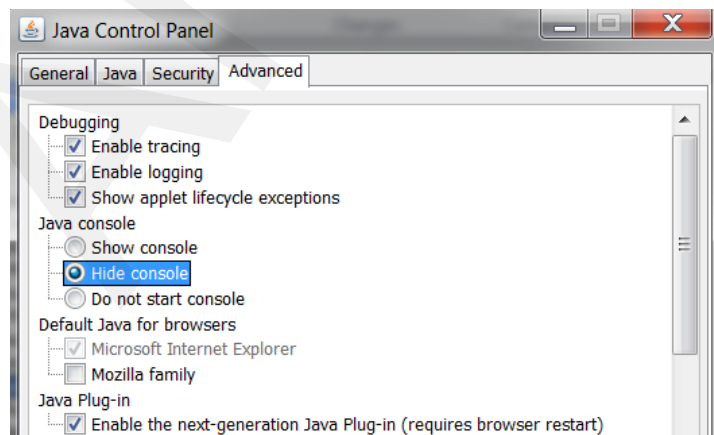 Java Control Panel
General Java Security Advanced
Debugging
Enable tracing
Enable logging
Show applet lifecycle exceptions
Java console
Show console
Hide console
Do not start console
Default Java for browsers
Microsoft Internet Explorer
Mozilla family
Java Plug-in
Enable the next-generation Java Plug-in (requires browser restart)